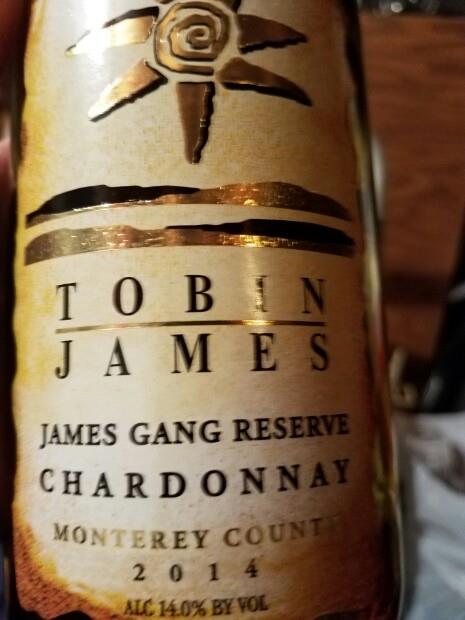 TOBIN
JAMES
JAMES GANG RESERVE
CHARDONNAY
MONTEREY COUNTY
2014
ALC 14.0% BY VOL